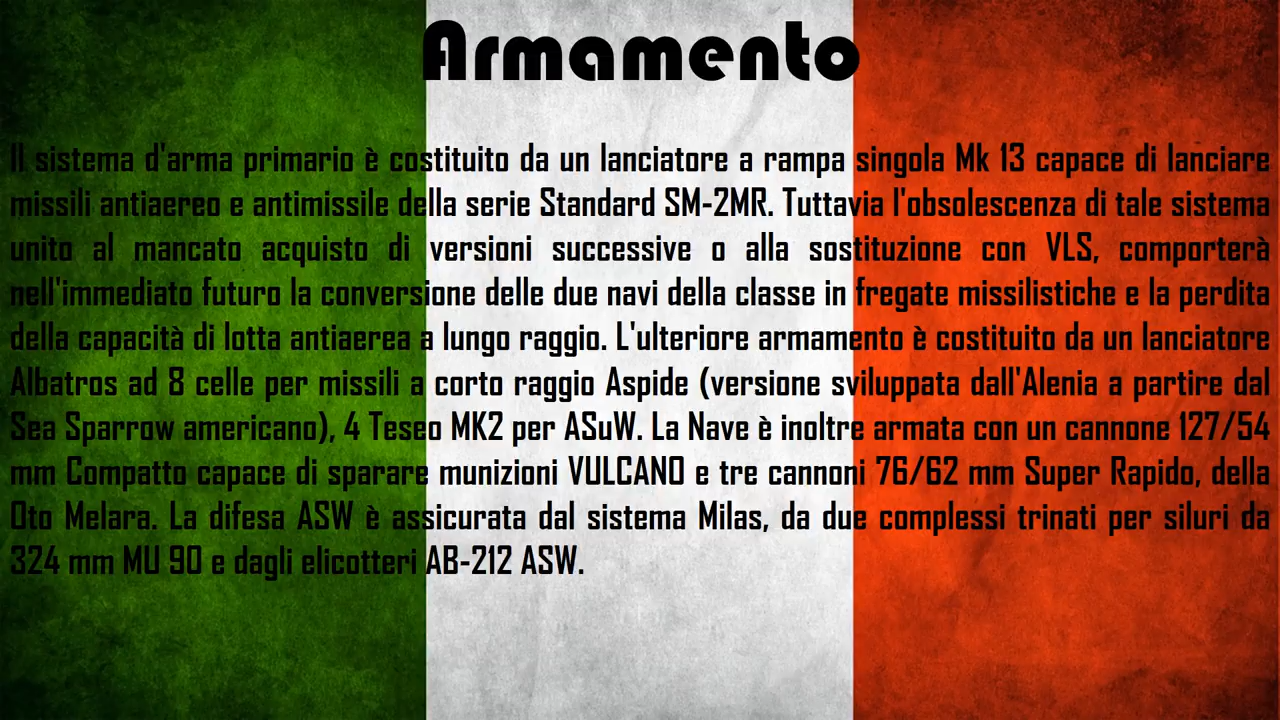 Armamento
Il sistema d'arma primario è costituito da un lanciatore a rampa singola Mk 13 capace di lanciare
missili antiaereo e antimissile della serie Standard SM-2MR. Tuttavia l'obsolescenza di tale sistema
unito al mancato acquisto di versioni successive o alla sostituzione con VLS, comporterà
nell'immediato futuro la conversione delle due navi della classe in fregate missilistiche e la perdita
della capacità di lotta antiaerea a lungo raggio. L'ulteriore armamento è costituito da un lanciatore
Albatros ad 8 celle per missili a corto raggio Aspide (versione sviluppata dall'Alenia a partire dal
Sea Sparrow americano), 4 Teseo MK2 per ASuW. La Nave è inoltre armata con un cannone 127/54
mm Compatto capace di sparare munizioni VULCANO e tre cannoni 76/62 mm Super Rapido, della
Oto Melara. La difesa ASW è assicurata dal sistema Milas, da due complessi trinati per siluri da
324 mm MU 90 e dagli elicotteri AB-212 ASW.